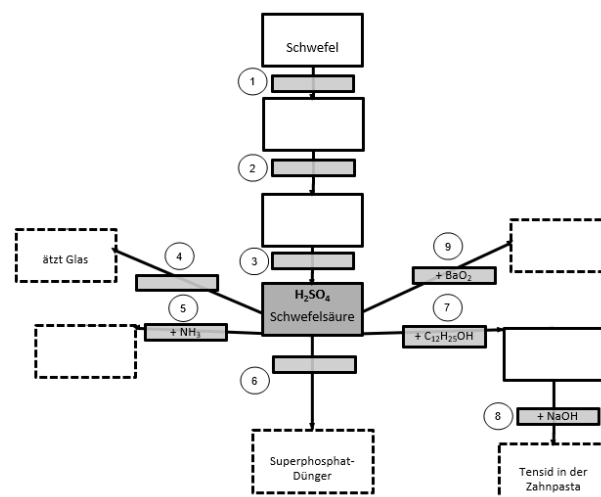 Schwefel
1
2
3
4
9
ätzt Glas
+ BaO₂
H₂SO₄
Schwefelsäure
5
7
+ NH₃
+ C₁₂H₂₅OH
6
8
+ NaOH
Superphosphat-
Dünger
Tensid in der
Zahnpasta